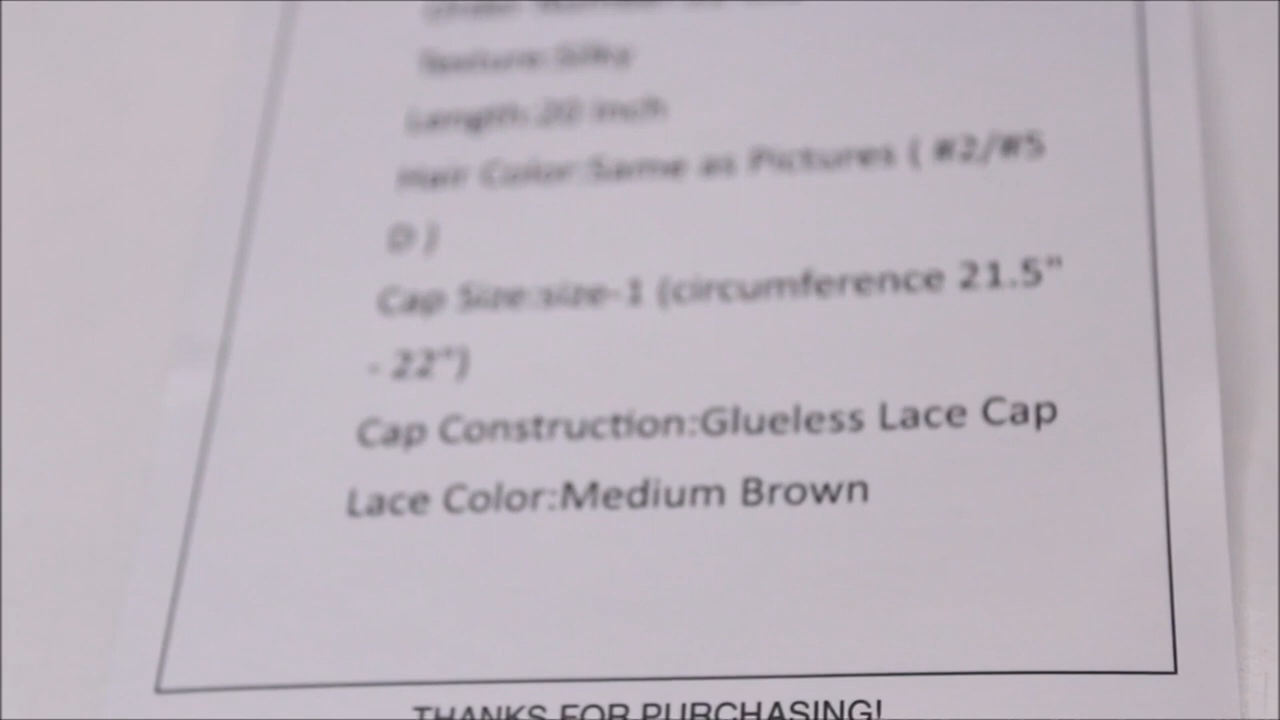 Texture:Silky
Length:20 inch
Hair Color:Same as Pictures ( #2/#5
D )
Cap Size:size-1 (circumference 21.5"
- 22")
Cap Construction:Glueless Lace Cap
Lace Color:Medium Brown
THANKS FOR PURCHASING!